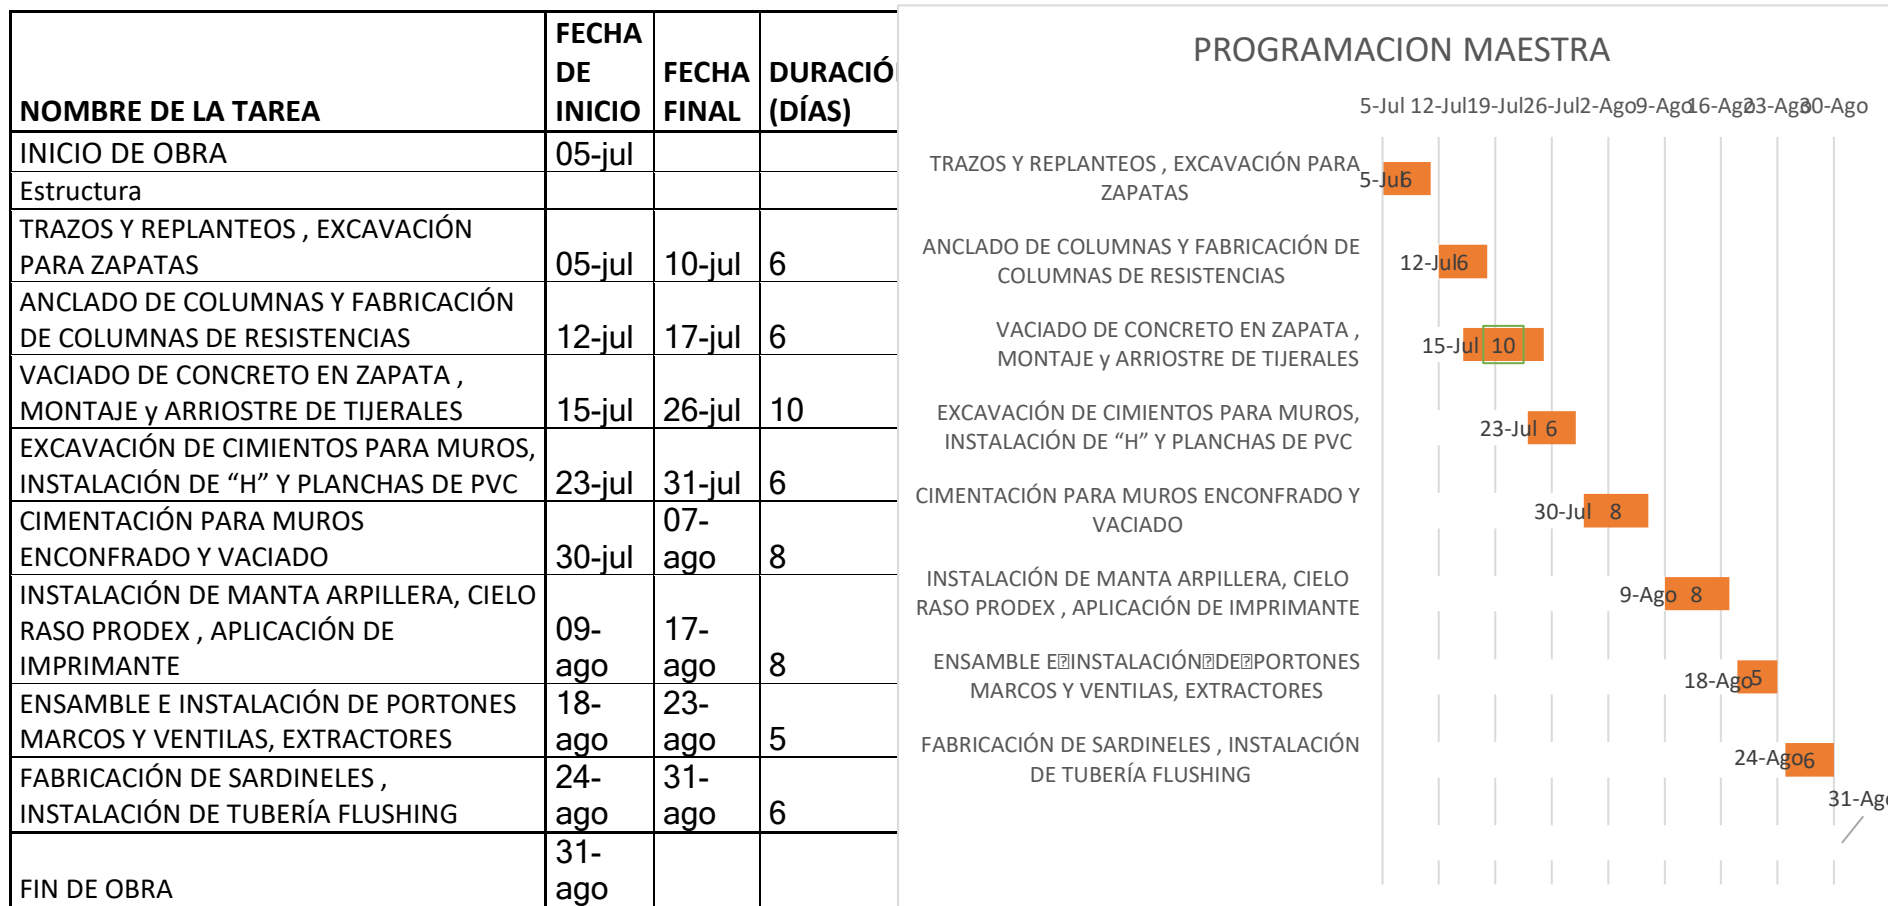 NOMBRE DE LA TAREA
FECHA
DE
INICIO
FECHA
FINAL
DURACIÓN
(DÍAS)
INICIO DE OBRA
05-jul
Estructura
TRAZOS Y REPLANTEOS , EXCAVACIÓN
PARA ZAPATAS
05-jul
10-jul
6
ANCLADO DE COLUMNAS Y FABRICACIÓN
DE COLUMNAS DE RESISTENCIAS
12-jul
17-jul
6
VACIADO DE CONCRETO EN ZAPATA ,
MONTAJE y ARRIOSTRE DE TIJERALES
15-jul
26-jul
10
EXCAVACIÓN DE CIMIENTOS PARA MUROS,
INSTALACIÓN DE “H” Y PLANCHAS DE PVC
23-jul
31-jul
6
CIMENTACIÓN PARA MUROS
ENCONFRADO Y VACIADO
30-jul
07-
ago
8
INSTALACIÓN DE MANTA ARPILLERA, CIELO
RASO PRODEX , APLICACIÓN DE
IMPRIMANTE
09-
ago
17-
ago
8
ENSAMBLE E INSTALACIÓN DE PORTONES
MARCOS Y VENTILAS, EXTRACTORES
18-
ago
23-
ago
5
FABRICACIÓN DE SARDINELES ,
INSTALACIÓN DE TUBERÍA FLUSHING
24-
ago
31-
ago
6
FIN DE OBRA
31-
ago
PROGRAMACION MAESTRA
5-Jul 12-Jul 19-Jul 26-Jul 2-Ago 9-Ago 16-Ago 23-Ago 30-Ago
TRAZOS Y REPLANTEOS , EXCAVACIÓN PARA
ZAPATAS
5-Jul 6
ANCLADO DE COLUMNAS Y FABRICACIÓN DE
COLUMNAS DE RESISTENCIAS
12-Jul 6
VACIADO DE CONCRETO EN ZAPATA ,
MONTAJE y ARRIOSTRE DE TIJERALES
15-Jul 10
EXCAVACIÓN DE CIMIENTOS PARA MUROS,
INSTALACIÓN DE “H” Y PLANCHAS DE PVC
23-Jul 6
CIMENTACIÓN PARA MUROS ENCONFRADO Y
VACIADO
30-Jul 8
INSTALACIÓN DE MANTA ARPILLERA, CIELO
RASO PRODEX , APLICACIÓN DE IMPRIMANTE
9-Ago 8
ENSAMBLE E⍰INSTALACIÓN⍰DE⍰PORTONES
MARCOS Y VENTILAS, EXTRACTORES
18-Ago 5
FABRICACIÓN DE SARDINELES , INSTALACIÓN
DE TUBERÍA FLUSHING
24-Ago 6
31-Ago